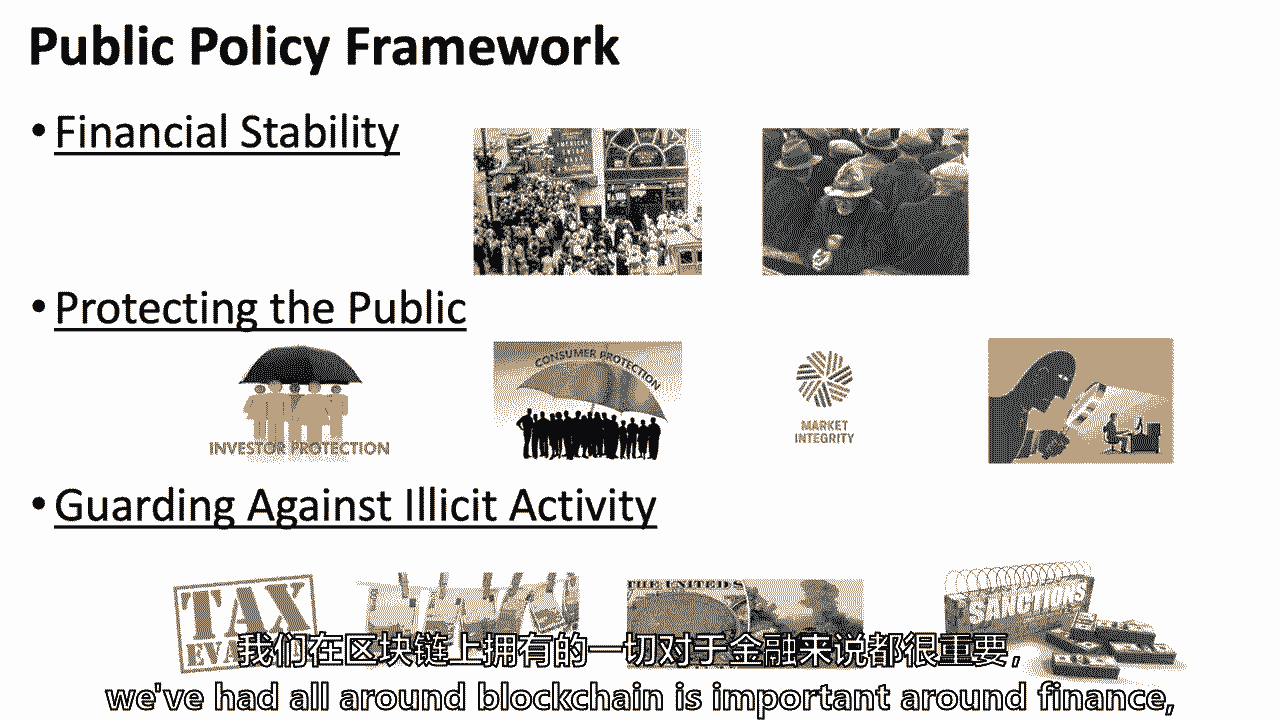 Public Policy Framework
• Financial Stability
• Protecting the Public
INVESTOR PROTECTION
CONSUMER PROTECTION
MARKET
INTEGRITY
• Guarding Against Illicit Activity
TAX
THE UNITED S
SANCTIONS
我们在区块链上拥有的一切对于金融来说都很重要，
we've had all around blockchain is important around finance,